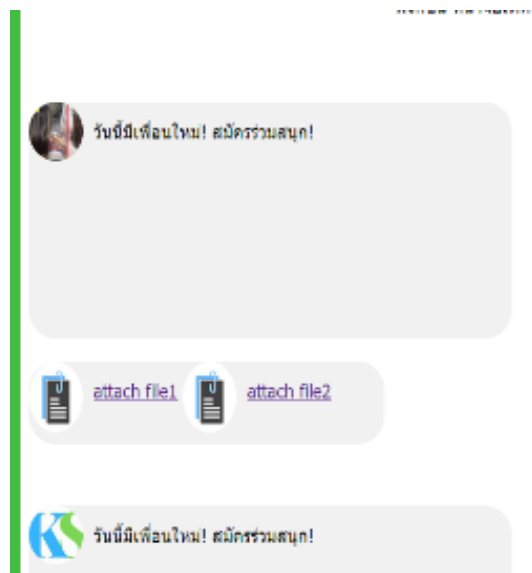 วันนี้มีเพื่อนใหม่! สมัครร่วมสนุก!
attach file1 attach file2
KS วันนี้มีเพื่อนใหม่! สมัครร่วมสนุก!